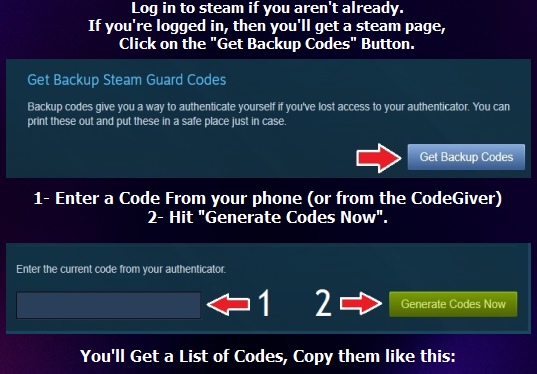 Log in to steam if you aren't already.
If you're logged in, then you'll get a steam page,
Click on the "Get Backup Codes" Button.
Get Backup Steam Guard Codes
Backup codes give you a way to authenticate yourself if you've lost access to your authenticator. You can
print these out and put these in a safe place just in case.
Get Backup Codes
1- Enter a Code From your phone (or from the CodeGiver)
2- Hit "Generate Codes Now".
Enter the current code from your authenticator.
1 2 Generate Codes Now
You'll Get a List of Codes, Copy them like this: